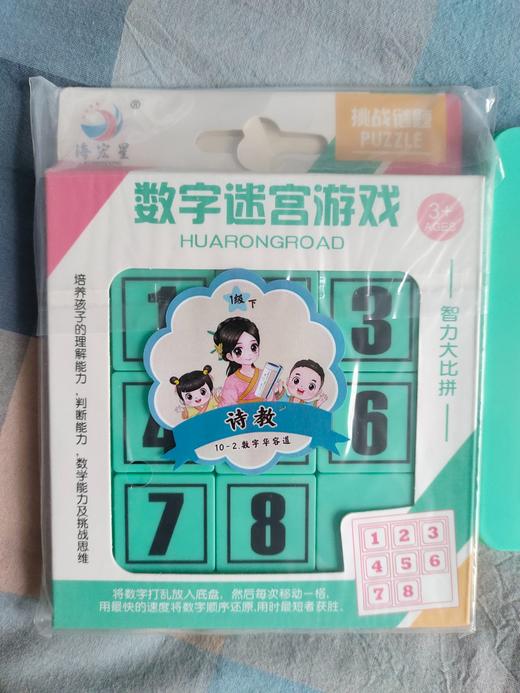 海宏星
®
挑战谜题
PUZZLE
数字迷宫游戏
HUARONGROAD
3+
AGES
培养孩子的理解能力,判断能力,数学能力及挑战思维
智力大比拼
1
3
4
6
7
8
1级 下
诗教
10-2.数字华容道
1 2 3
4 5 6
7 8
将数字打乱放入底盘,然后每次移动一格,
用最快的速度将数字顺序还原,用时最短者获胜。